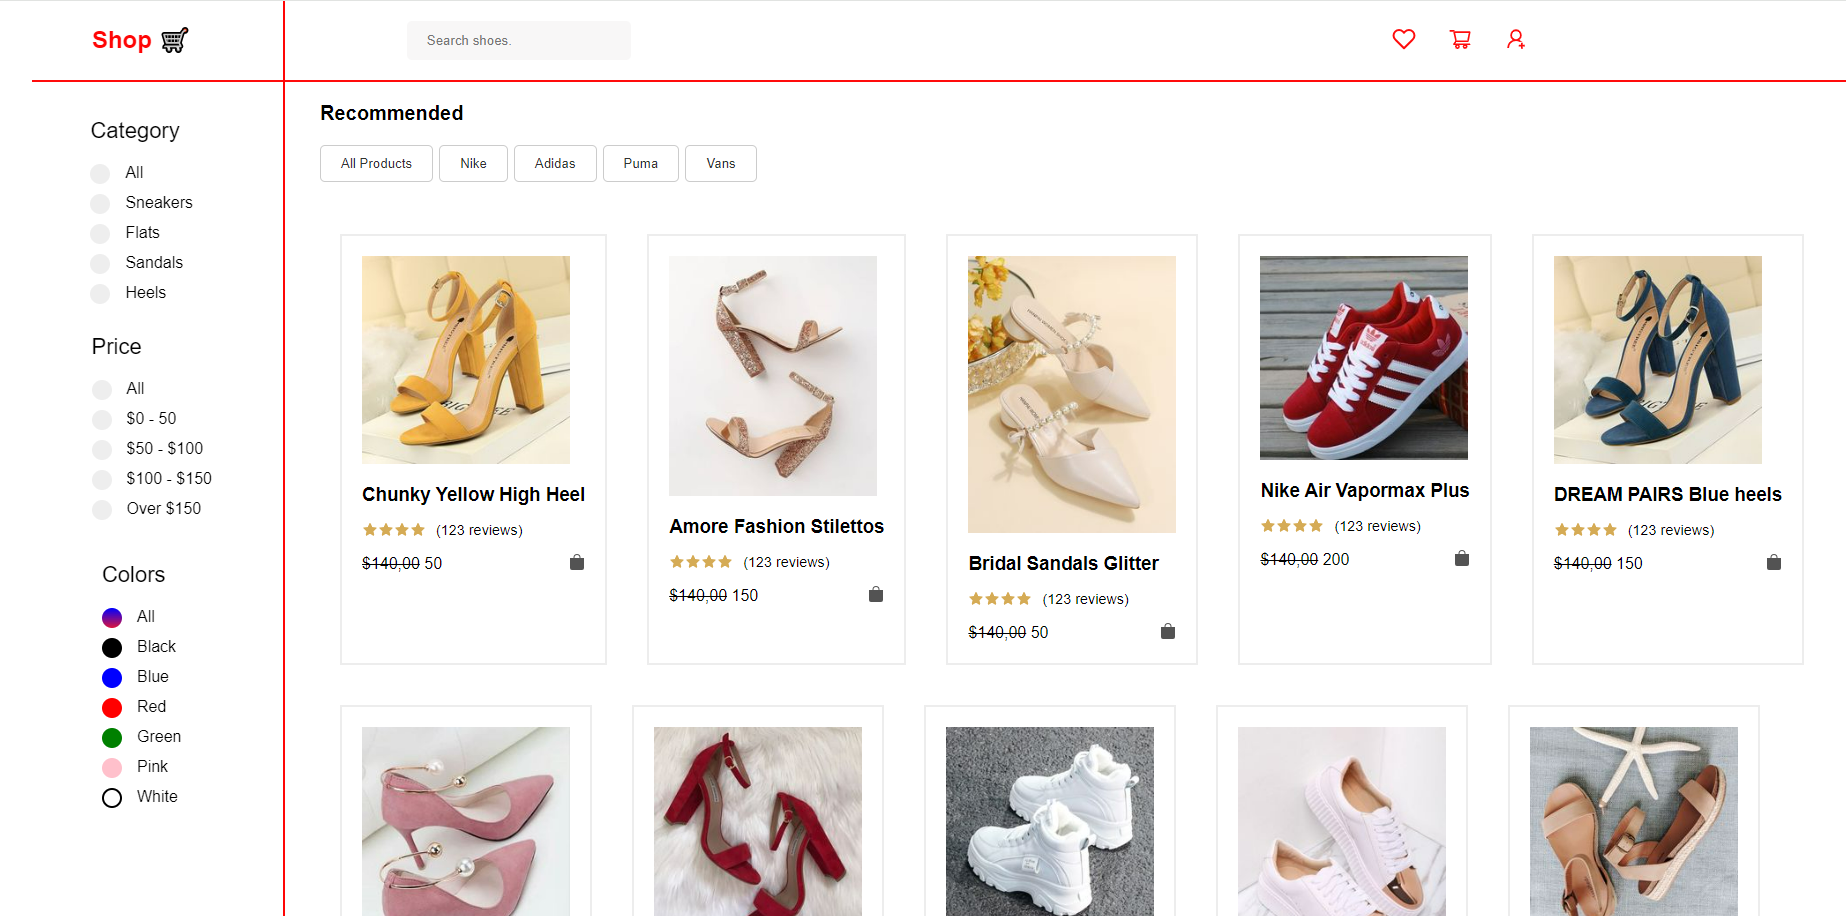 Shop
Search shoes.
Category
All
Sneakers
Flats
Sandals
Heels
Price
All
$0 - 50
$50 - $100
$100 - $150
Over $150
Colors
All
Black
Blue
Red
Green
Pink
White
Recommended
All Products Nike Adidas Puma Vans
Chunky Yellow High Heel
(123 reviews)
$140,00 50
Amore Fashion Stilettos
(123 reviews)
$140,00 150
Bridal Sandals Glitter
(123 reviews)
$140,00 50
Nike Air Vapormax Plus
(123 reviews)
$140,00 200
DREAM PAIRS Blue heels
(123 reviews)
$140,00 150